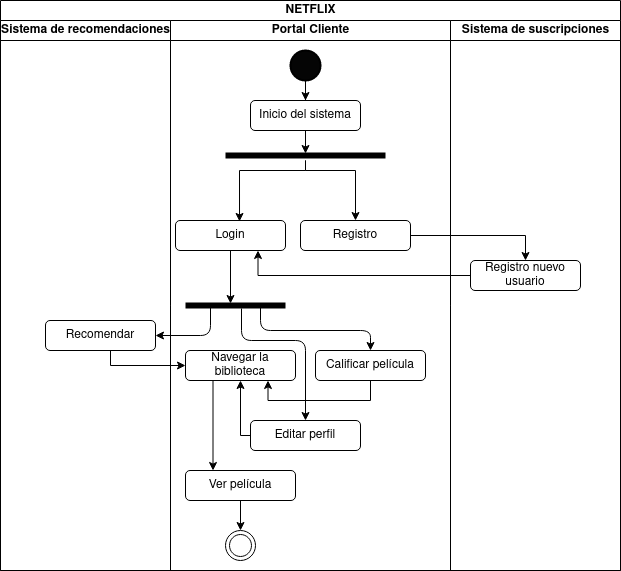 NETFLIX
Sistema de recomendaciones
Portal Cliente
Sistema de suscripciones
Inicio del sistema
Login
Registro
Registro nuevo
usuario
Recomendar
Navegar la
biblioteca
Calificar película
Editar perfil
Ver película